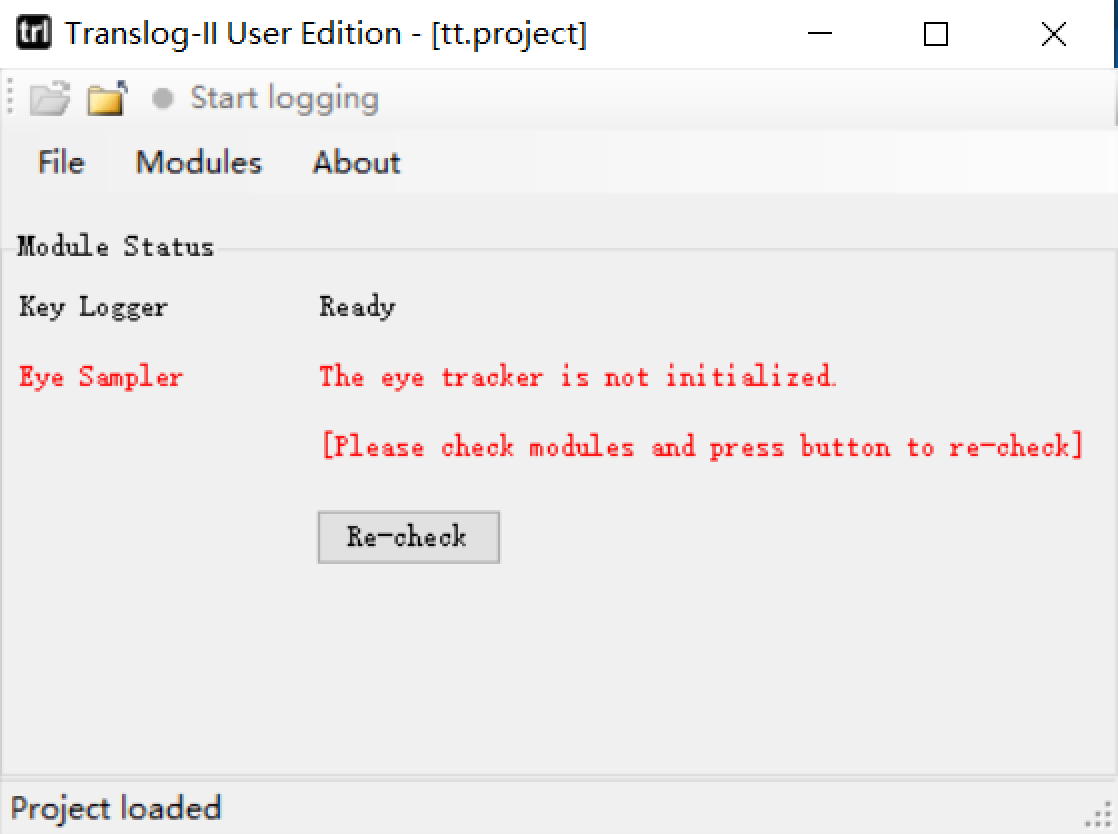 trl Translog-II User Edition - [tt.project]
Start logging
File Modules About
Module Status
Key Logger Ready
Eye Sampler The eye tracker is not initialized.
[Please check modules and press button to re-check]
Re-check
Project loaded